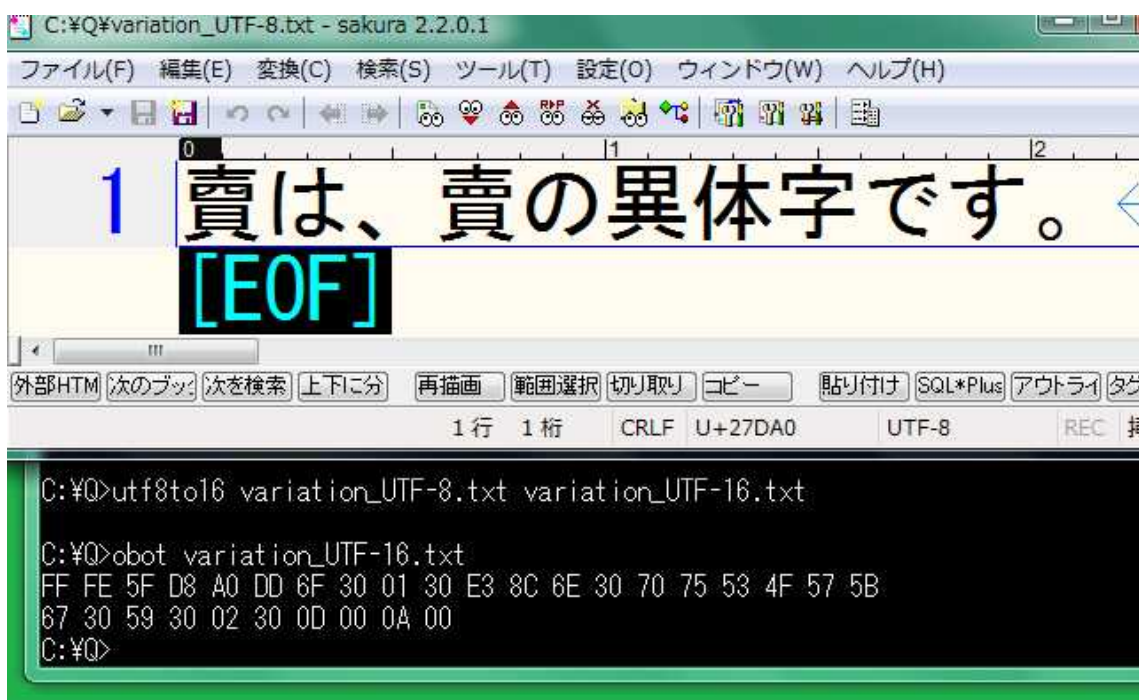 C:¥Q¥variation_UTF-8.txt - sakura 2.2.0.1
ファイル(F) 編集(E) 変換(C) 検索(S) ツール(T) 設定(O) ウィンドウ(W) ヘルプ(H)
0 1 2
1 𧶠は、賣の異体字です。
[EOF]
外部HTM 次のブッ 次を検索 上下に分 再描画 範囲選択 切り取り コピー 貼り付け SQL*Plus アウトライ タグ
1 行 1 桁 CRLF U+27DA0 UTF-8 REC 挿
C:¥Q>utf8to16 variation_UTF-8.txt variation_UTF-16.txt
C:¥Q>obot variation_UTF-16.txt
FF FE 5F D8 A0 DD 6F 30 01 30 E3 8C 6E 30 70 75 53 4F 57 5B
67 30 59 30 02 30 0D 00 0A 00
C:¥Q>